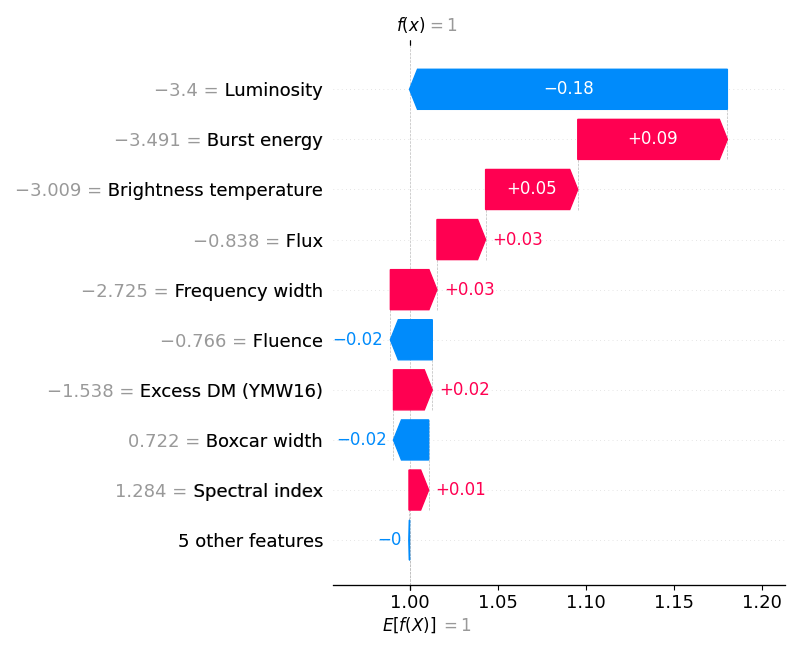 f(x) = 1
−3.4 = Luminosity
−0.18
−3.491 = Burst energy
+0.09
−3.009 = Brightness temperature
+0.05
−0.838 = Flux
+0.03
−2.725 = Frequency width
+0.03
−0.766 = Fluence
−0.02
−1.538 = Excess DM (YMW16)
+0.02
0.722 = Boxcar width
−0.02
1.284 = Spectral index
+0.01
5 other features
−0
1.00 1.05 1.10 1.15 1.20
E[f(X)] = 1